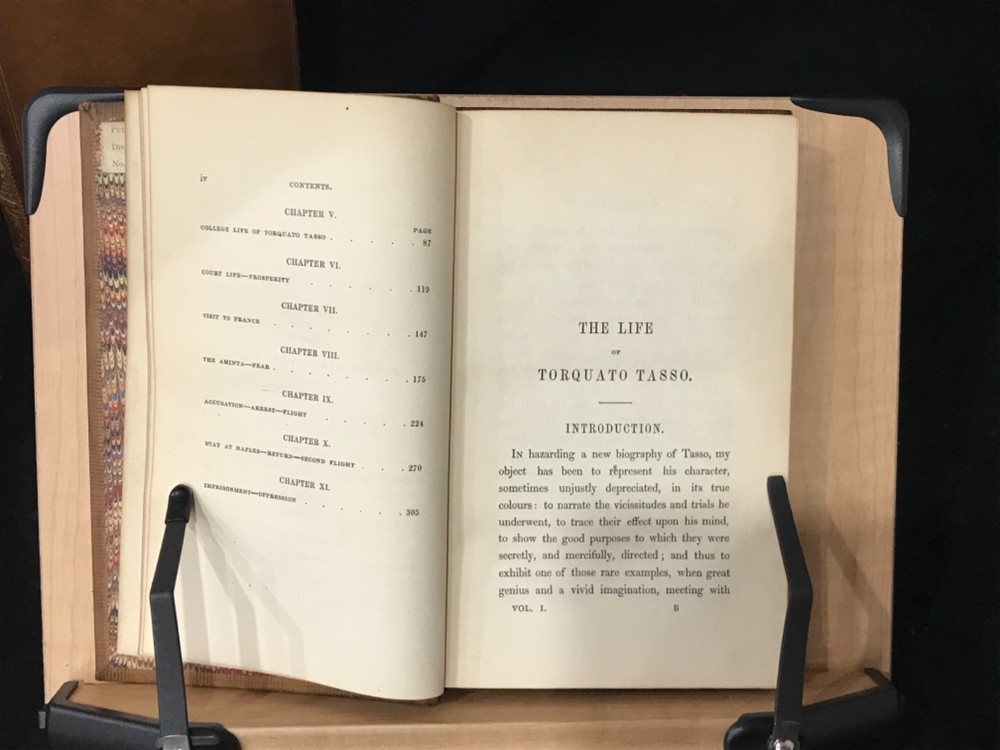 iv
CONTENTS.
CHAPTER V.
PAGE
COLLEGE LIFE OF TORQUATO TASSO . . . . . 87
CHAPTER VI.
COURT LIFE—PROSPERITY . . . . . . 119
CHAPTER VII.
VISIT TO FRANCE . . . . . . . 147
CHAPTER VIII.
THE AMINTA—FEAR . . . . . . . 175
CHAPTER IX.
ACCUSATION—ARREST—FLIGHT . . . . . 224
CHAPTER X.
STAY AT NAPLES—RETURN—SECOND FLIGHT . . . . 270
CHAPTER XI.
IMPRISONMENT—OPPRESSION . . . . . . 305
THE LIFE
OF
TORQUATO TASSO.
INTRODUCTION.
In hazarding a new biography of Tasso, my
object has been to represent his character,
sometimes unjustly depreciated, in its true
colours: to narrate the vicissitudes and trials he
underwent, to trace their effect upon his mind,
to show the good purposes to which they were
secretly, and mercifully, directed; and thus to
exhibit one of those rare examples, when great
genius and a vivid imagination, meeting with
VOL. I. B